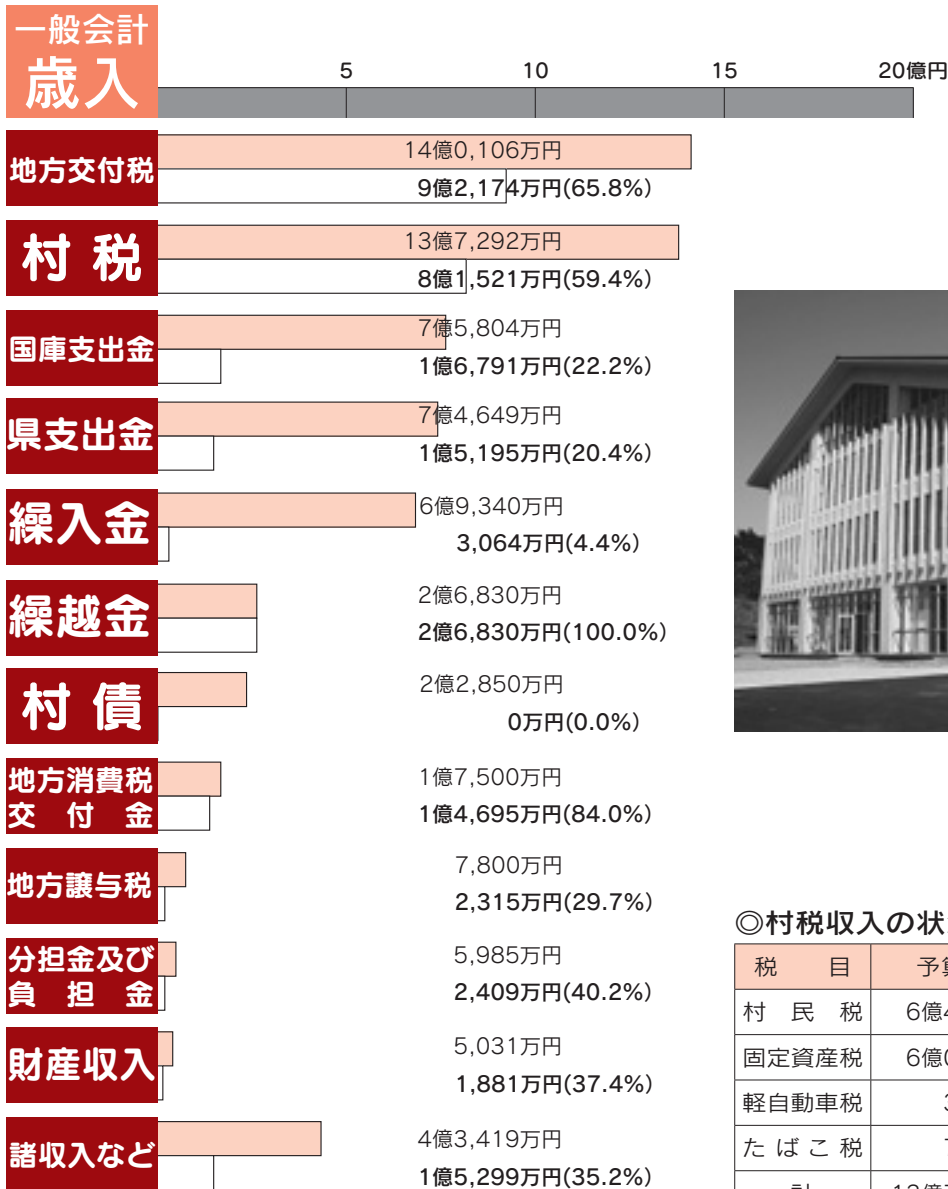 一般会計
歳入
5 10 15 20億円
地方交付税
14億0,106万円
9億2,174万円(65.8%)
村 税
13億7,292万円
8億1,521万円(59.4%)
国庫支出金
7億5,804万円
1億6,791万円(22.2%)
県支出金
7億4,649万円
1億5,195万円(20.4%)
繰入金
6億9,340万円
3,064万円(4.4%)
繰越金
2億6,830万円
2億6,830万円(100.0%)
村 債
2億2,850万円
0万円(0.0%)
地方消費税
交 付 金
1億7,500万円
1億4,695万円(84.0%)
地方譲与税
7,800万円
2,315万円(29.7%)
分担金及び
負 担 金
5,985万円
2,409万円(40.2%)
財産収入
5,031万円
1,881万円(37.4%)
諸収入など
4億3,419万円
1億5,299万円(35.2%)
◎村税収入の状
税 目 予
村 民 税 6億
固定資産税 6億
軽自動車税
た ば こ 税